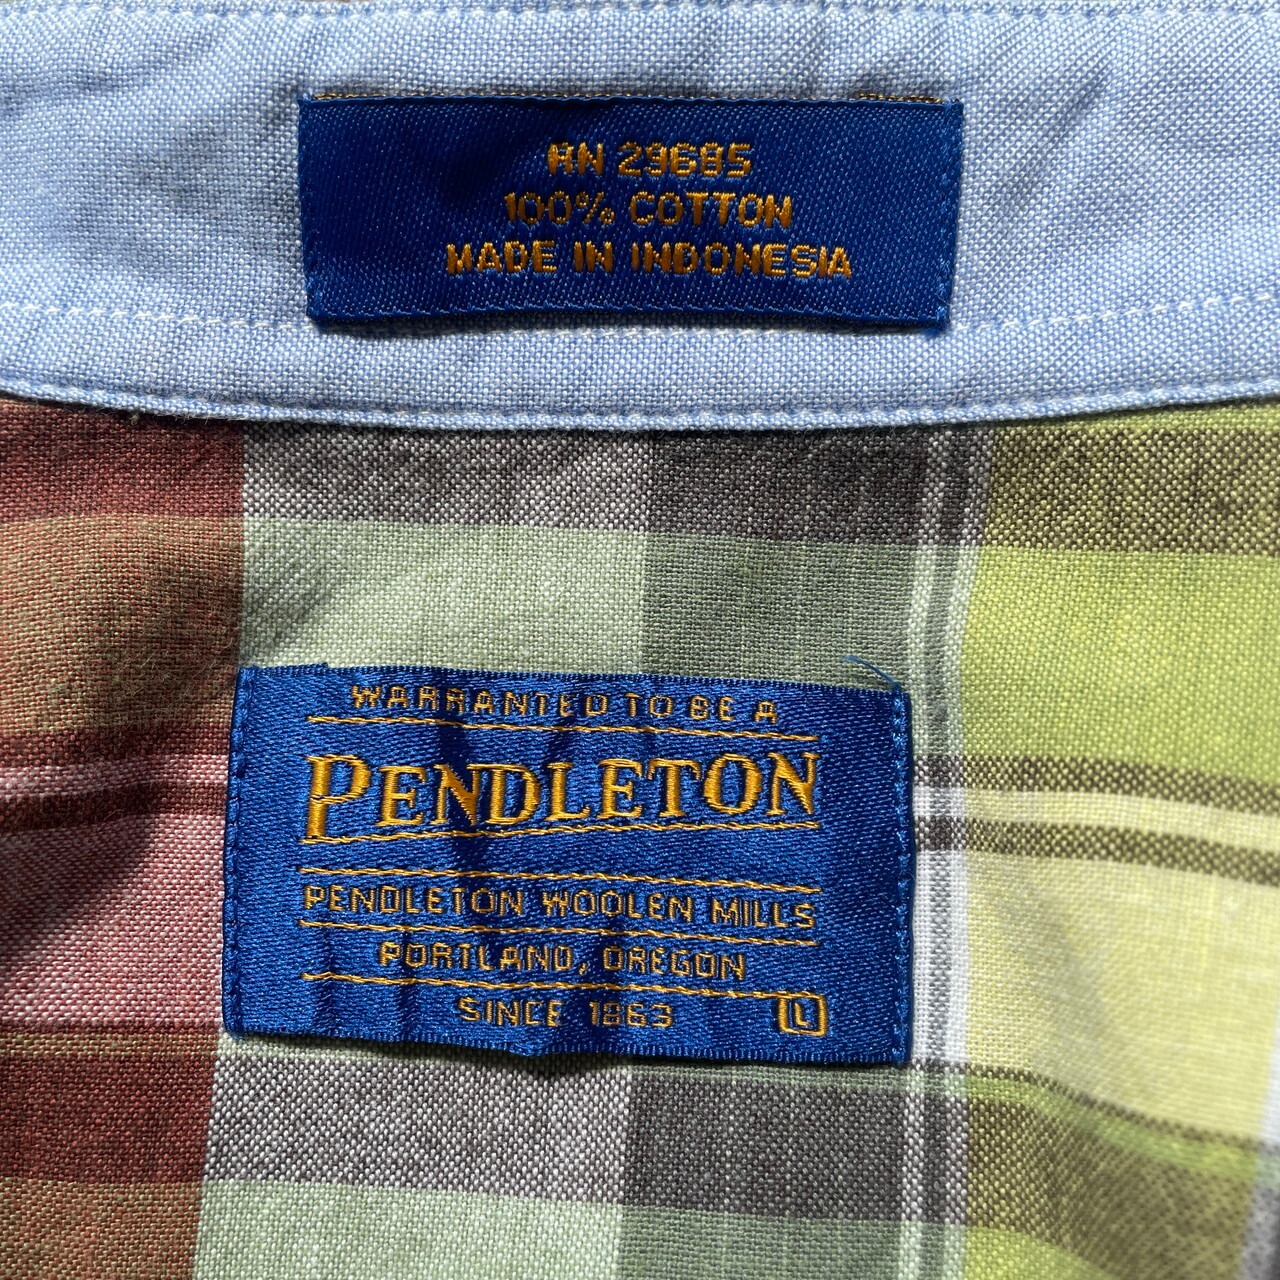 RN 29685
100% COTTON
MADE IN INDONESIA
WARRANTED TO BE A
PENDLETON
PENDLETON WOOLEN MILLS
PORTLAND, OREGON
SINCE 1863
L